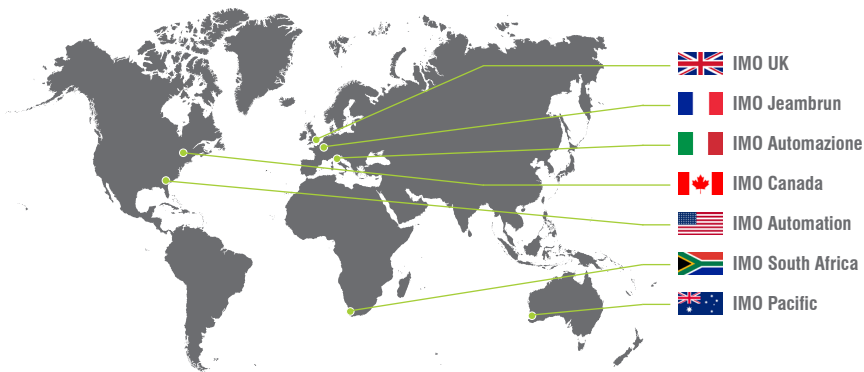 IMO UK
IMO Jeambrun
IMO Automazione
IMO Canada
IMO Automation
IMO South Africa
IMO Pacific